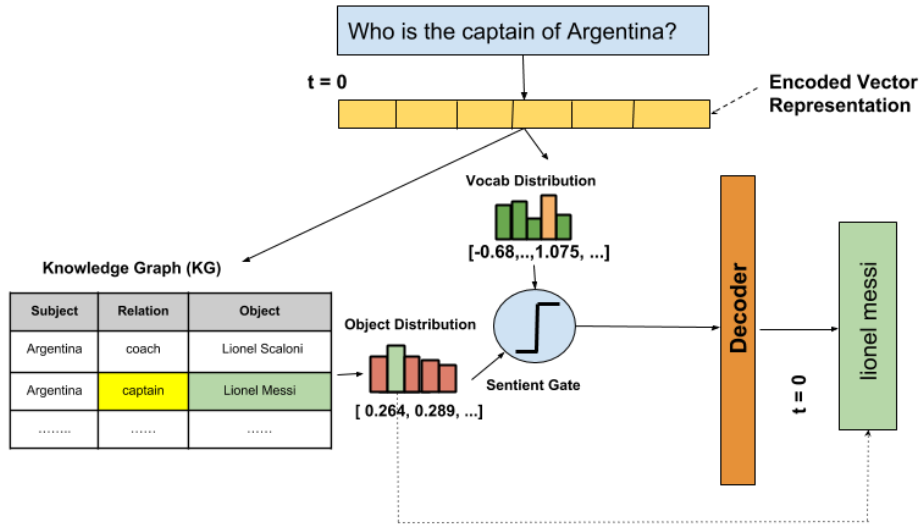 Who is the captain of Argentina?
t = 0
Encoded Vector
Representation
Vocab Distribution
[-0.68,..,1.075, ...]
Knowledge Graph (KG)
Subject Relation Object
Argentina coach Lionel Scaloni
Argentina captain Lionel Messi
........ ...... ......
Object Distribution
[ 0.264, 0.289, ...]
Sentient Gate
Decoder
t = 0
lionel messi